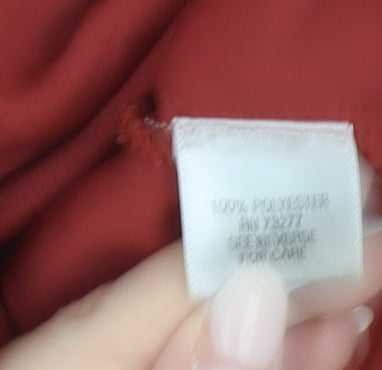 100% POLYESTER
RN 73277
SEE REVERSE
FOR CARE